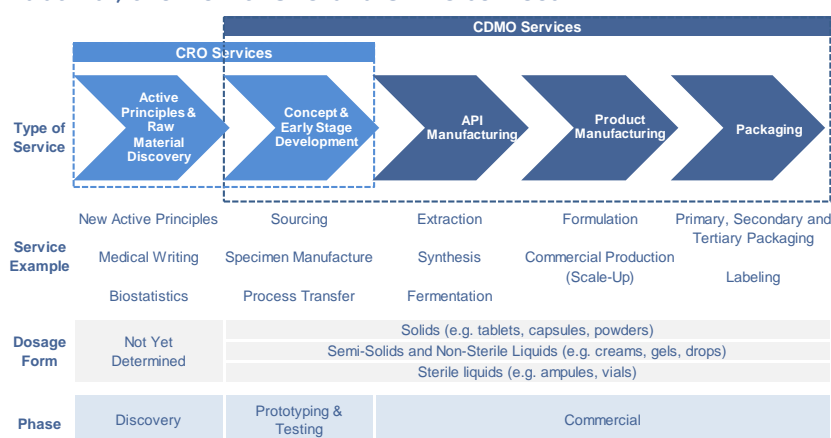 CDMO Services
CRO Services
Type of
Service
Active
Principles &
Raw
Material
Discovery
Concept &
Early Stage
Development
API
Manufacturing
Product
Manufacturing
Packaging
Service
Example
New Active Principles
Medical Writing
Biostatistics
Sourcing
Specimen Manufacture
Process Transfer
Extraction
Synthesis
Fermentation
Formulation
Commercial Production
(Scale-Up)
Primary, Secondary and
Tertiary Packaging
Labeling
Dosage
Form
Not Yet
Determined
Solids (e.g. tablets, capsules, powders)
Semi-Solids and Non-Sterile Liquids (e.g. creams, gels, drops)
Sterile liquids (e.g. ampules, vials)
Phase
Discovery
Prototyping &
Testing
Commercial